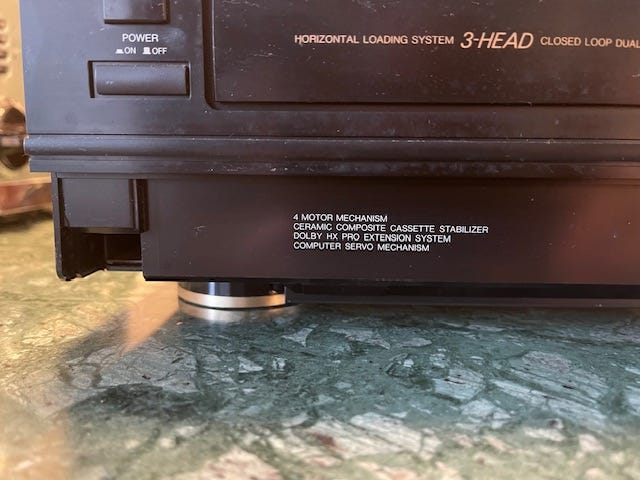 POWER
ON OFF
HORIZONTAL LOADING SYSTEM 3-HEAD CLOSED LOOP DUAL
4 MOTOR MECHANISM
CERAMIC COMPOSITE CASSETTE STABILIZER
DOLBY HX PRO EXTENSION SYSTEM
COMPUTER SERVO MECHANISM